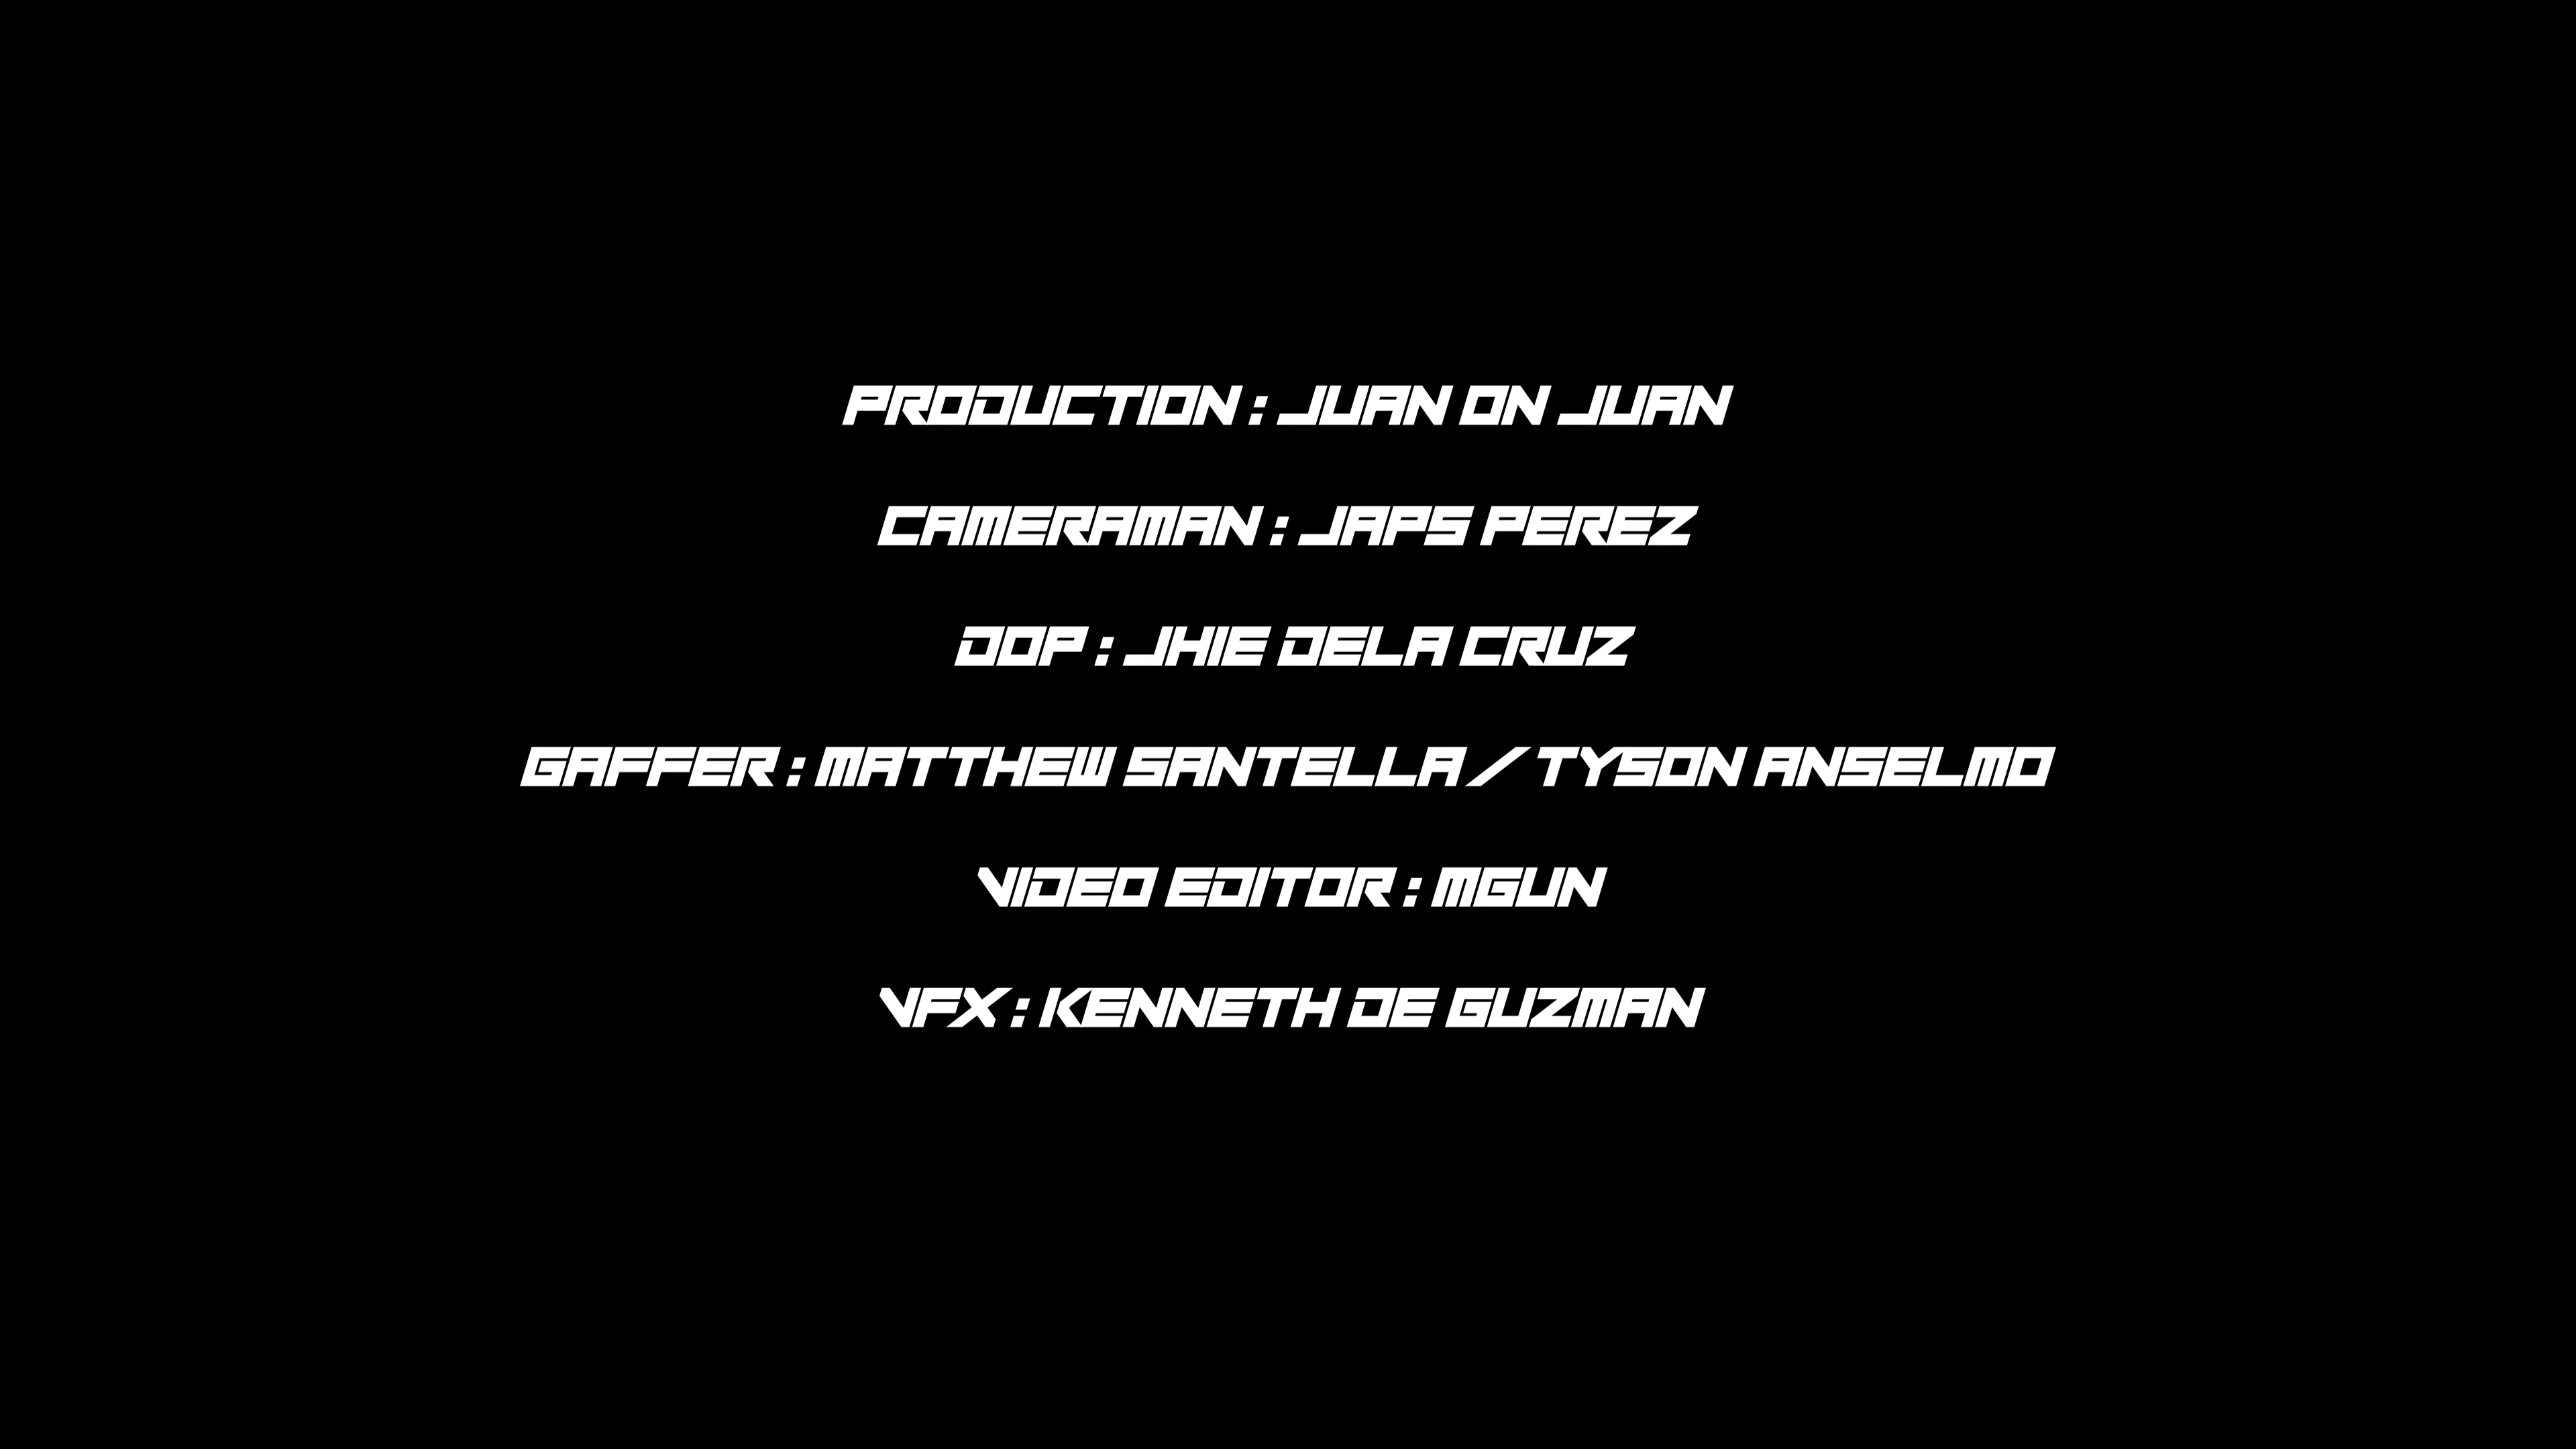 PRODUCTION : JUAN ON JUAN
CAMERAMAN : JAPS PEREZ
DOP : JHIE DELA CRUZ
GAFFER : MATTHEW SANTELLA / TYSON ANSELMO
VIDEO EDITOR : MGUN
VFX : KENNETH DE GUZMAN